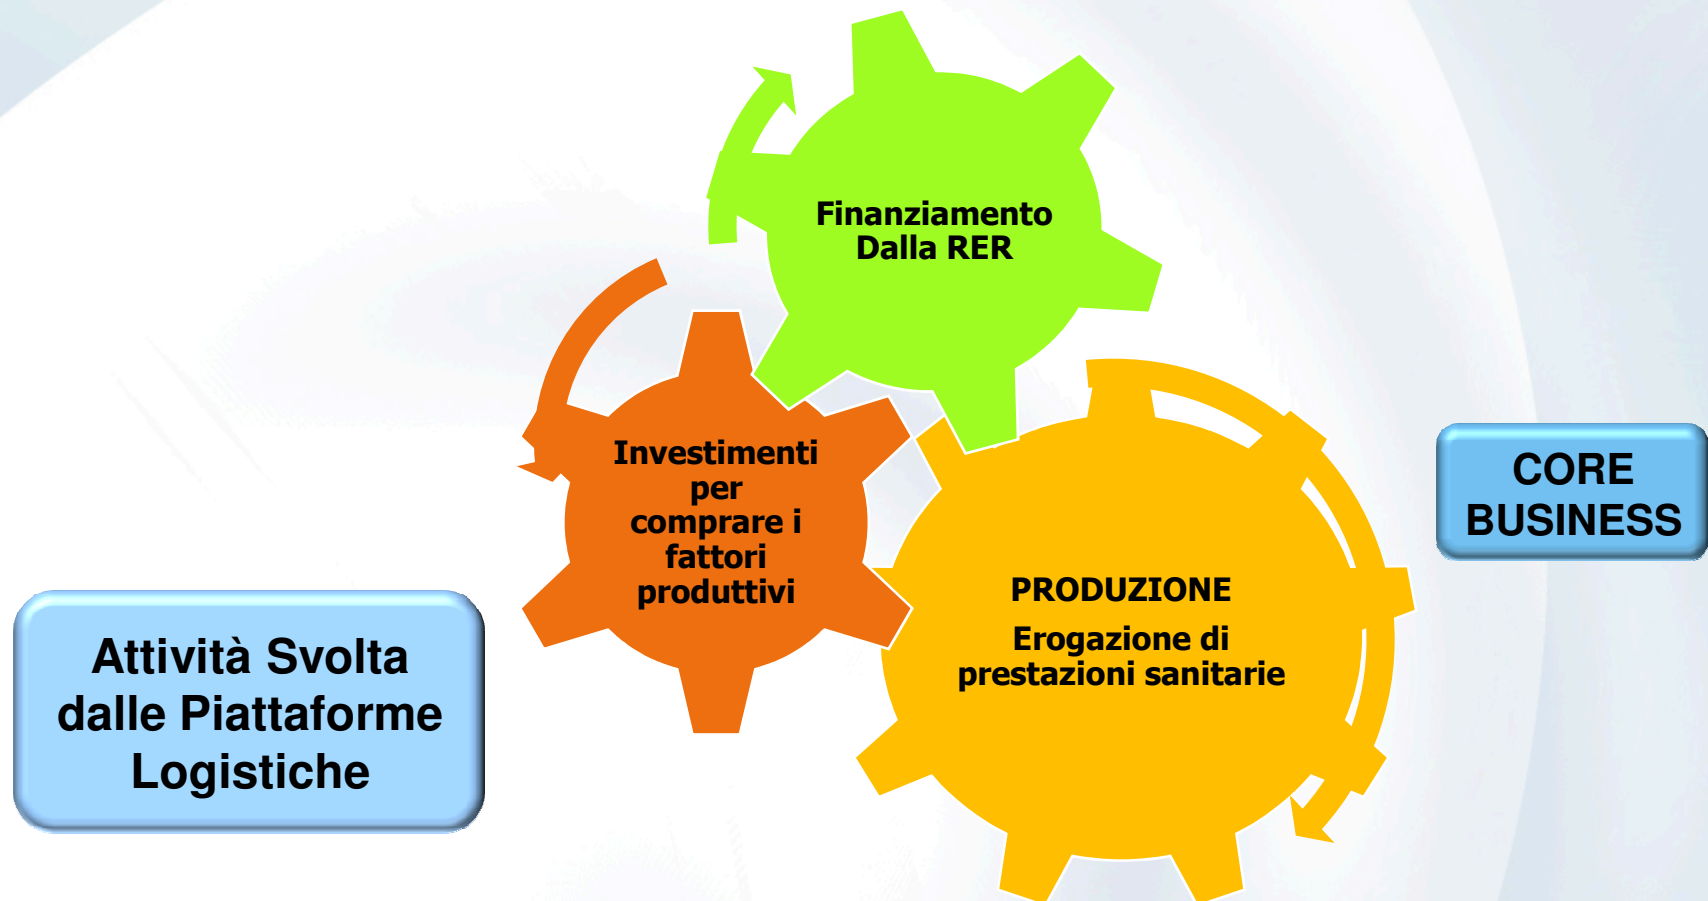 Finanziamento
Dalla RER
Investimenti
per
comprare i
fattori
produttivi
CORE
BUSINESS
PRODUZIONE
Erogazione di
prestazioni sanitarie
Attività Svolta
dalle Piattaforme
Logistiche